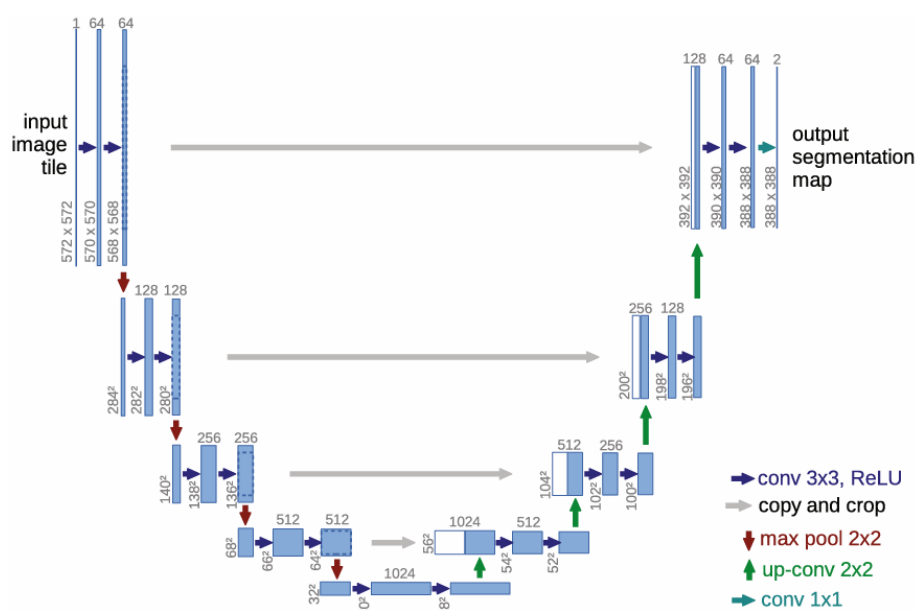 1 64 64
128 64 64 2
input
image
tile
output
segmentation
map
572 x 572
570 x 570
568 x 568
392 x 392
390 x 390
388 x 388
388 x 388
128 128
256 128
284²
282²
280²
200²
198²
196²
256 256
512 256
140²
138²
136²
104²
102²
100²
512 512
1024 512
68²
66²
64²
56²
54²
52²
1024
32²
0²
8²
conv 3x3, ReLU
copy and crop
max pool 2x2
up-conv 2x2
conv 1x1